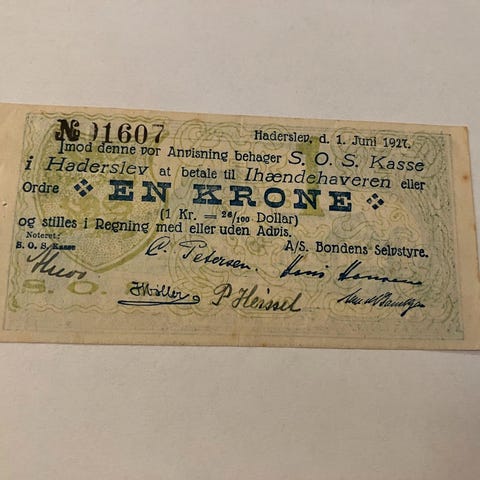 № 01607
Haderslev, d. 1. Juni 1927.
Imod denne vor Anvisning behager S. O. S. Kasse
i Haderslev at betale til Ihændehaveren eller
Ordre EN KRONE
(1 Kr. = 26/100 Dollar)
og stilles i Regning med eller uden Advis.
Noteret:
S. O. S. Kasse
A/S. Bondens Selvstyre.
C. Petersen.
JMøller
P Heissel
S. O.